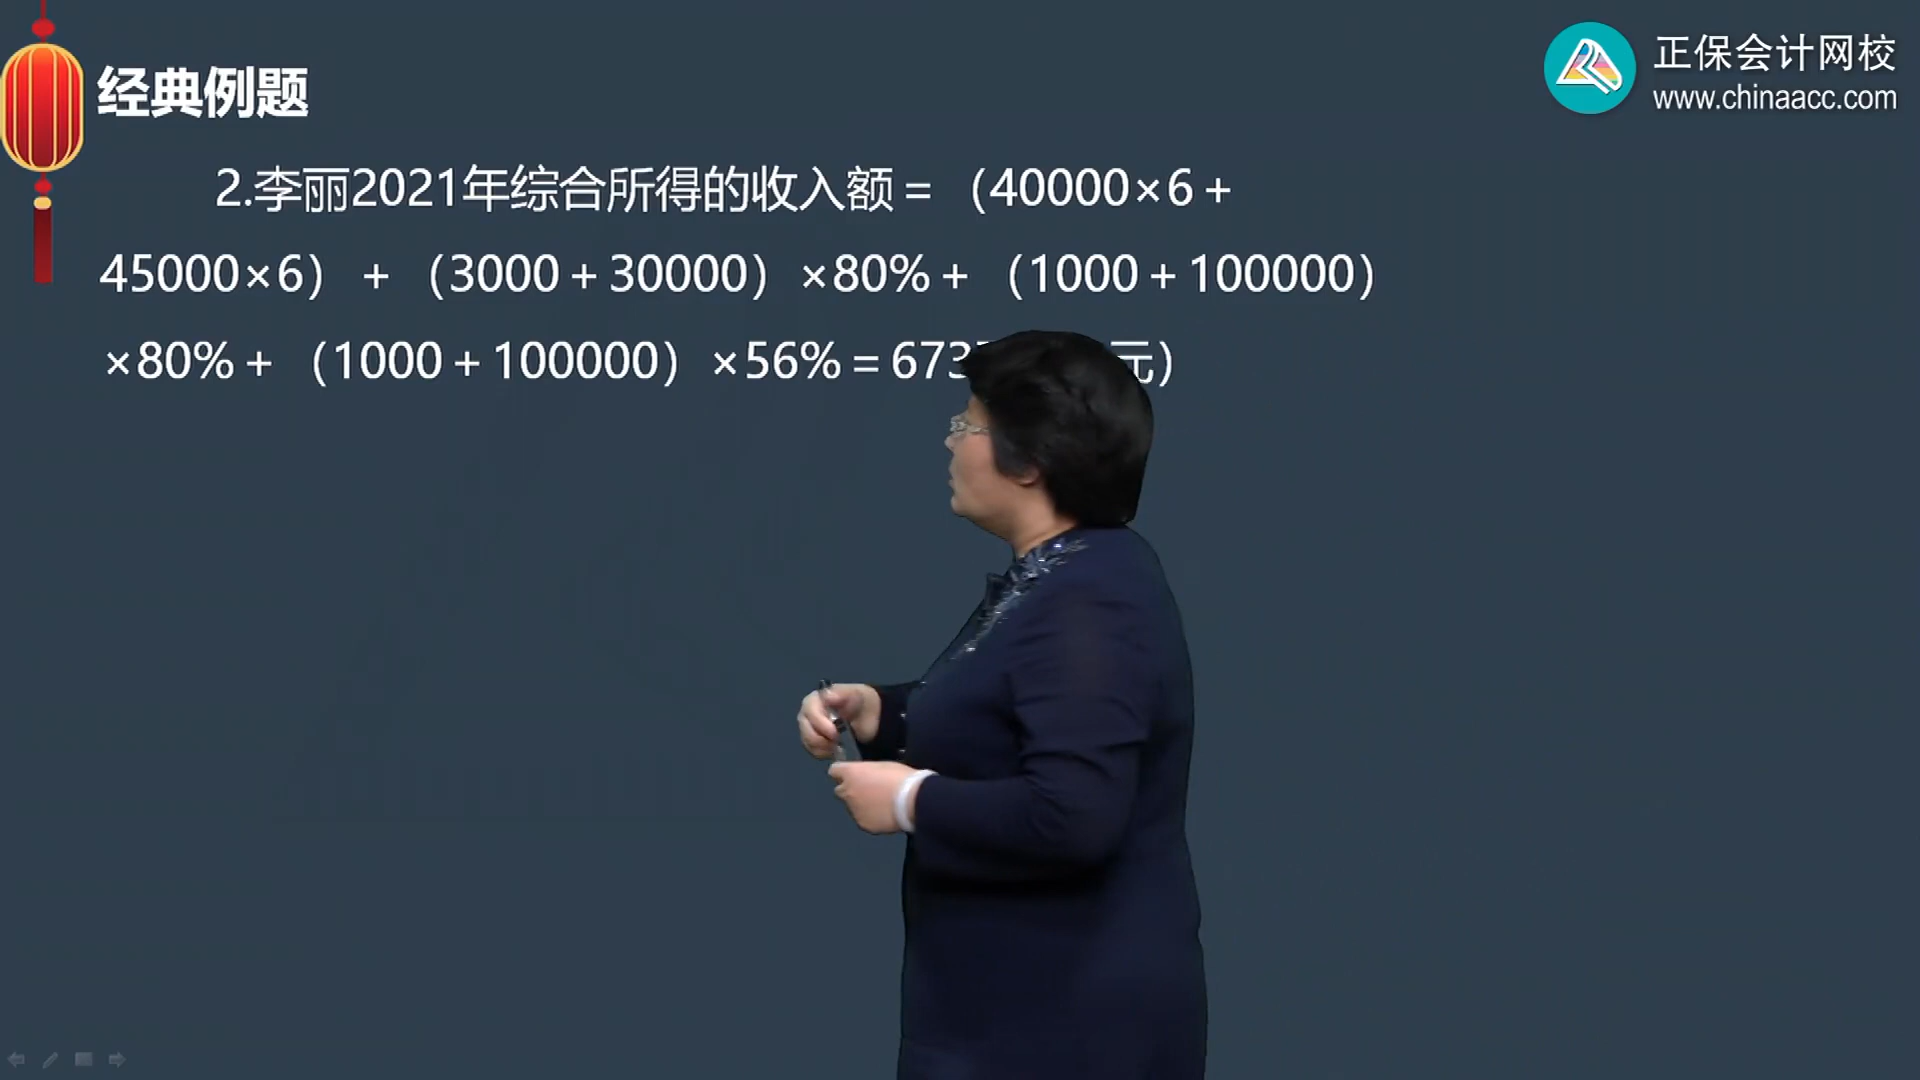 正保会计网校
www.chinaacc.com
经典例题
2.李丽2021年综合所得的收入额＝（40000×6＋
45000×6）＋（3000＋30000）×80%＋（1000＋100000）
×80%＋（1000＋100000）×56%＝673 元）